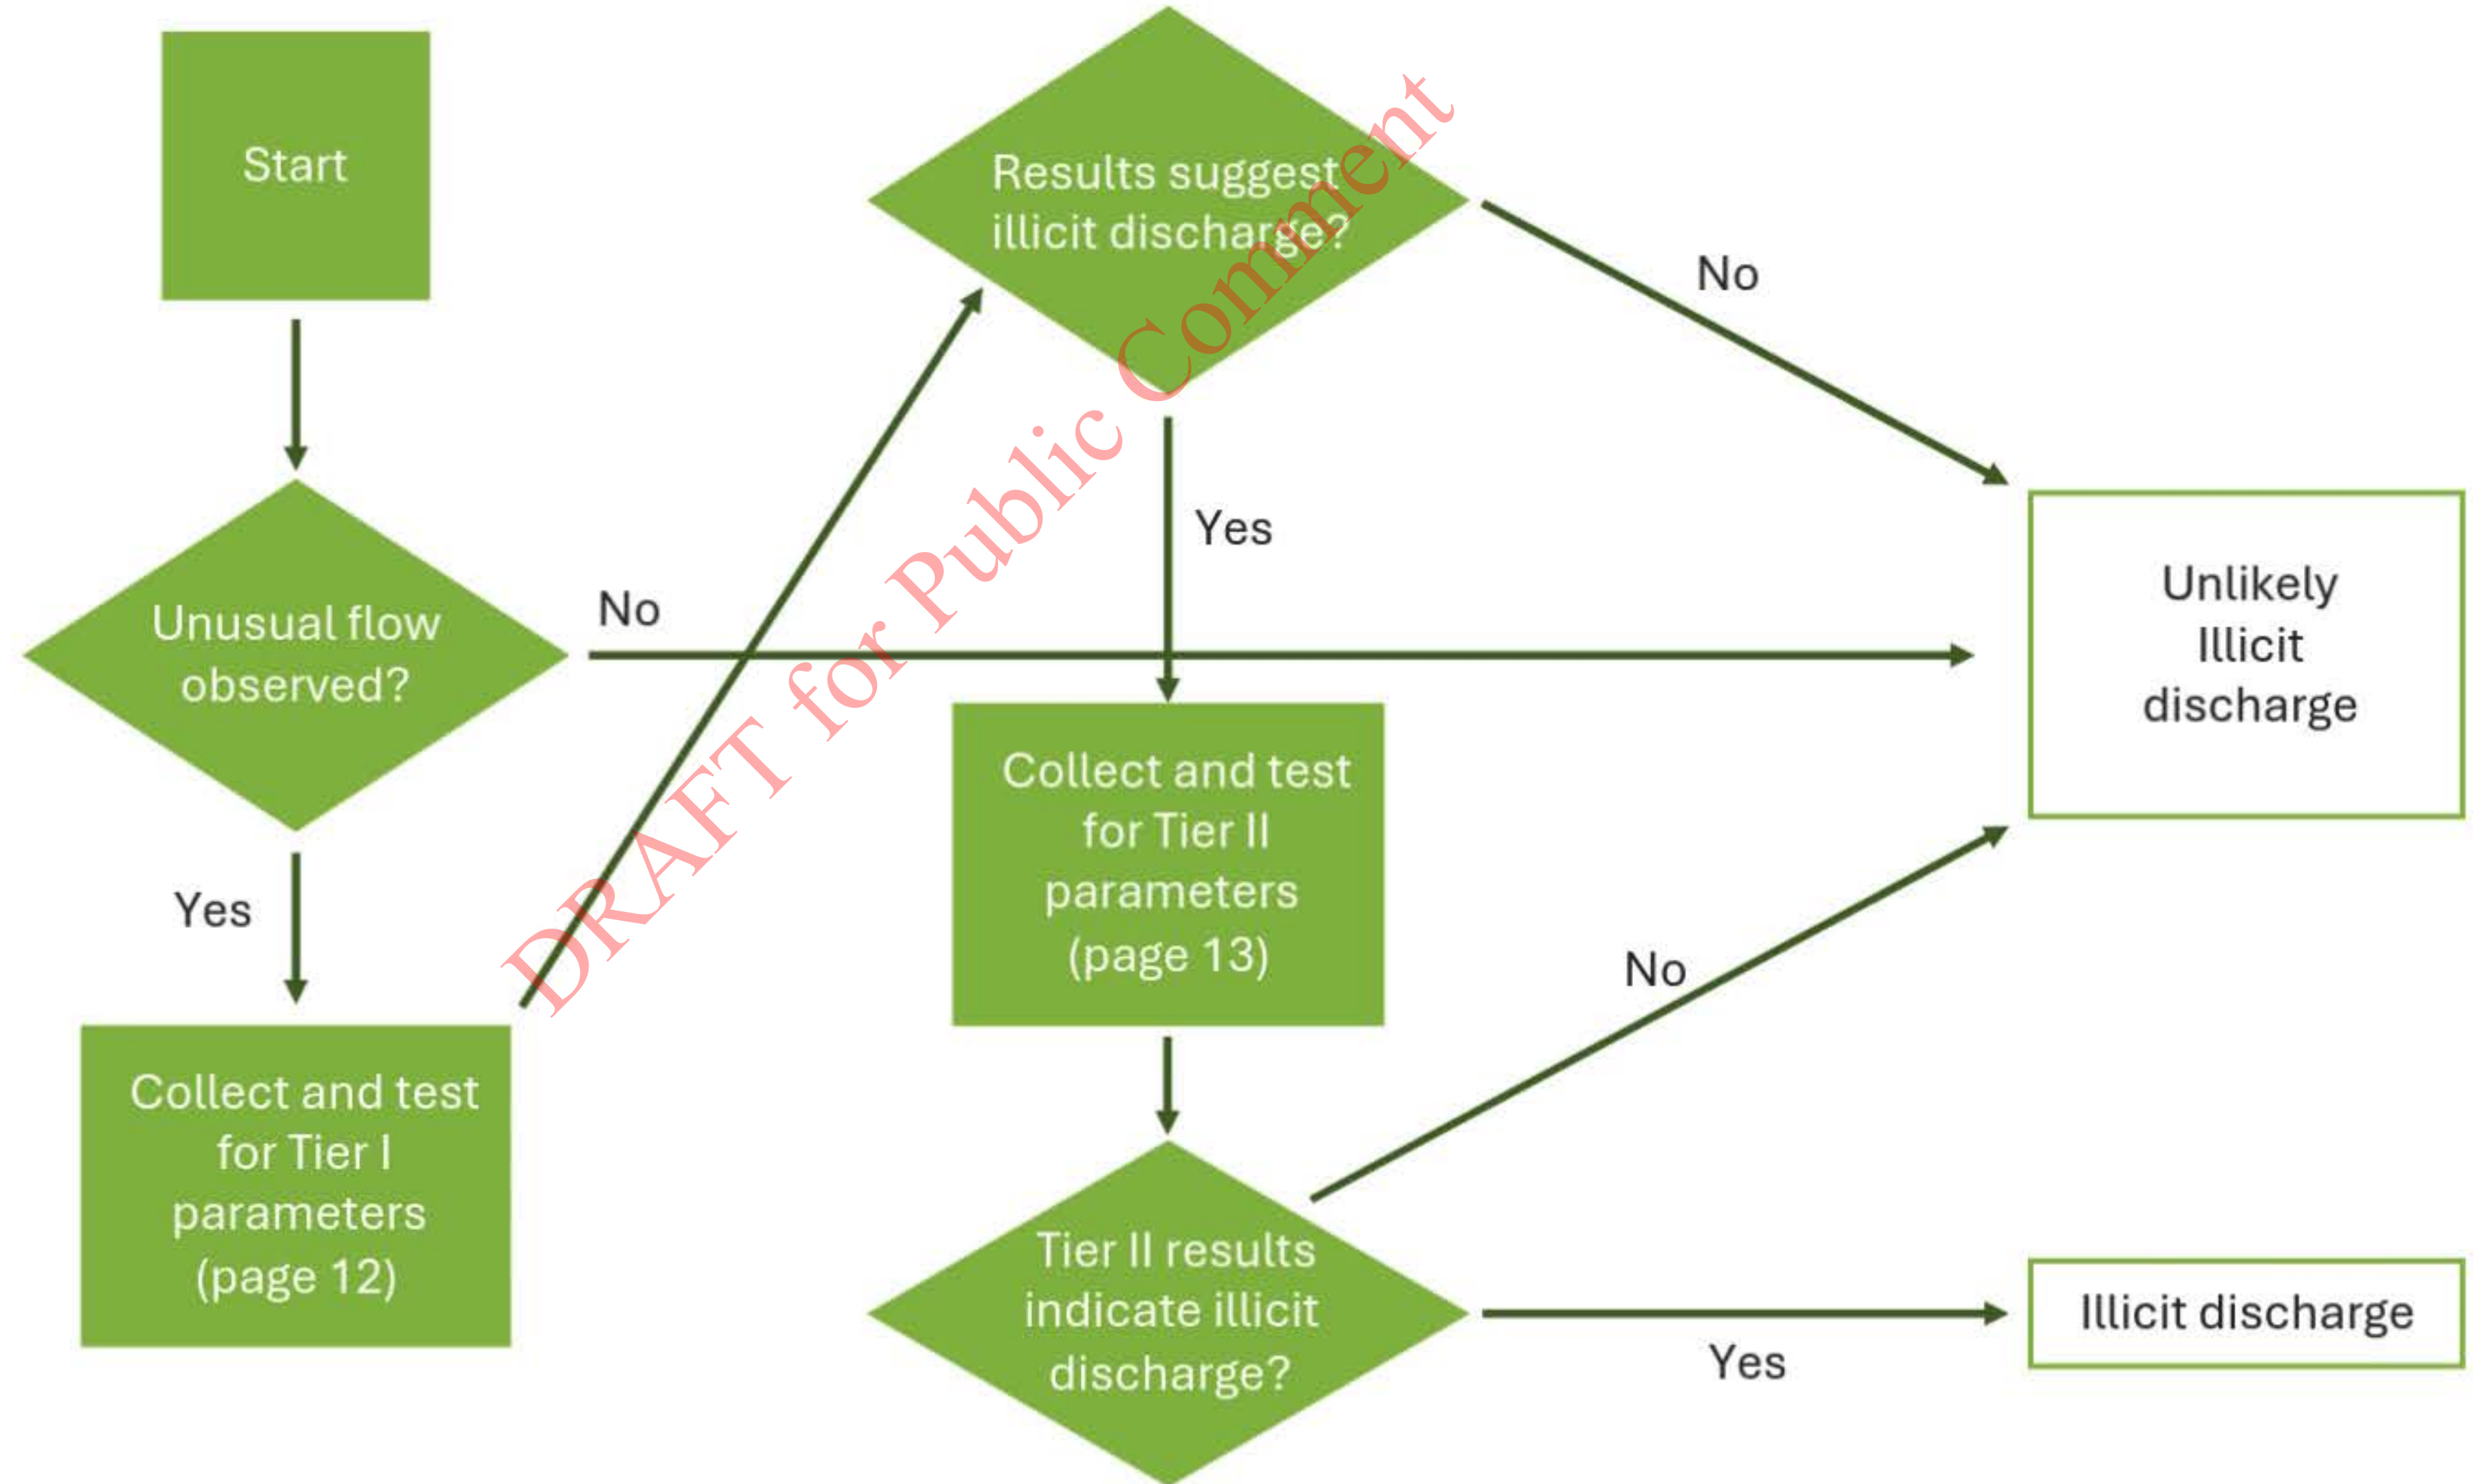 Start
Unusual flow
observed?
Yes
No
Collect and test
for Tier I
parameters
(page 12)
Results suggest
illicit discharge?
No
Yes
Collect and test
for Tier II
parameters
(page 13)
Tier II results
indicate illicit
discharge?
No
Yes
Unlikely
Illicit
discharge
Illicit discharge
DRAFT for Public Comment